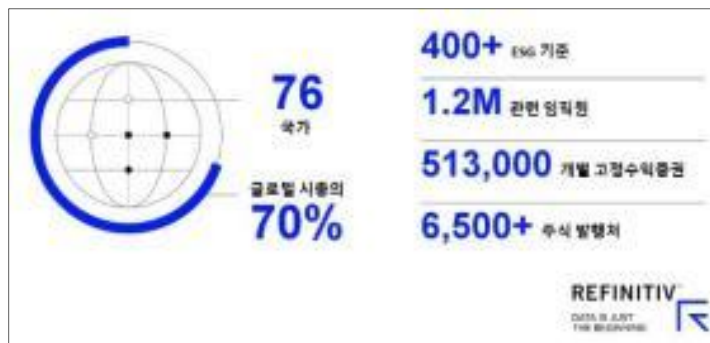 76
국가
글로벌 시총의
70%
400+ ESG 기준
1.2M 관련 임직원
513,000 개별 고정수익증권
6,500+ 주식 발행처
REFINITIV
DATA IS JUST
THE BEGINNING